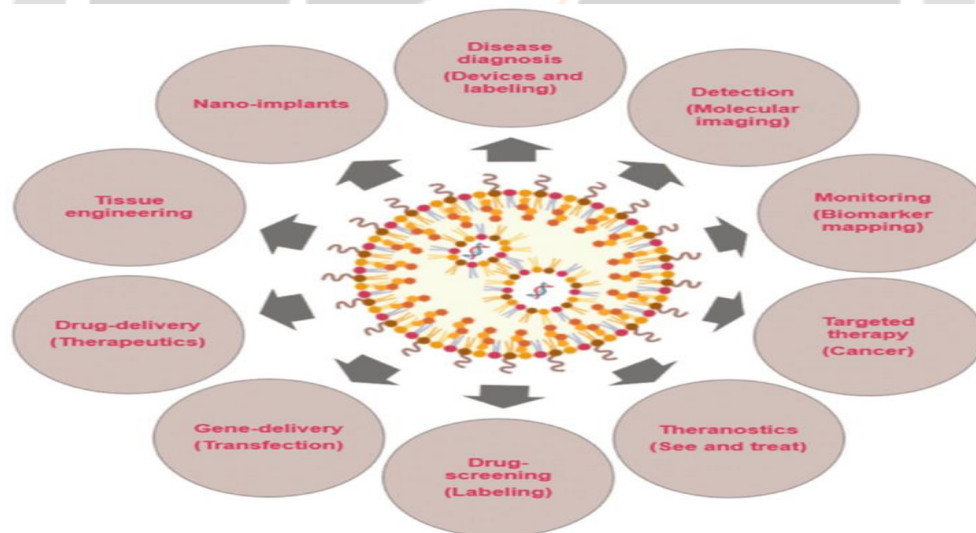 Disease
diagnosis
(Devices and
labeling)
Detection
(Molecular
imaging)
Monitoring
(Biomarker
mapping)
Targeted
therapy
(Cancer)
Theranostics
(See and treat)
Drug-
screening
(Labeling)
Gene-delivery
(Transfection)
Drug-delivery
(Therapeutics)
Tissue
engineering
Nano-implants